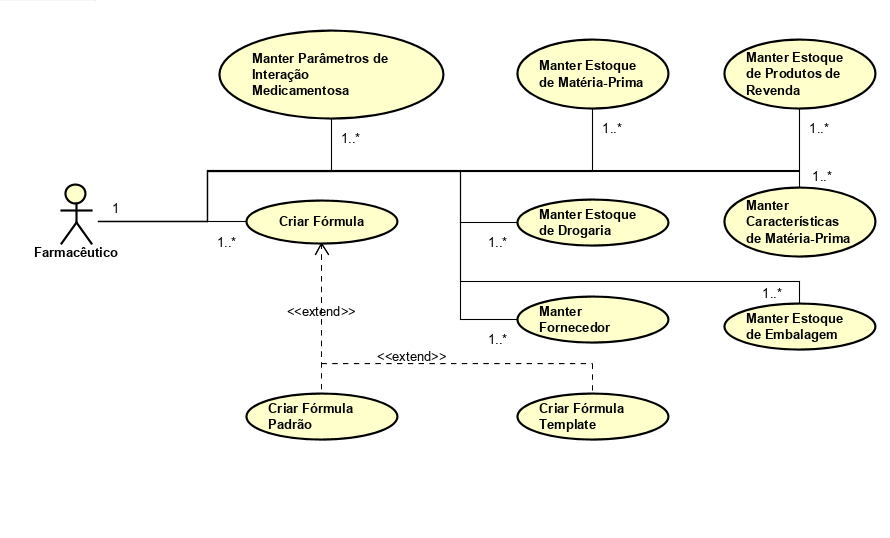 Manter Parâmetros de
Interação
Medicamentosa
Manter Estoque
de Matéria-Prima
Manter Estoque
de Produtos de
Revenda
1..*
1..*
1..*
1..*
1
Farmacêutico
Criar Fórmula
1..*
Manter Estoque
de Drogaria
1..*
Manter
Características
de Matéria-Prima
1..*
Manter
Fornecedor
1..*
Manter Estoque
de Embalagem
<<extend>>
<<extend>>
Criar Fórmula
Padrão
Criar Fórmula
Template